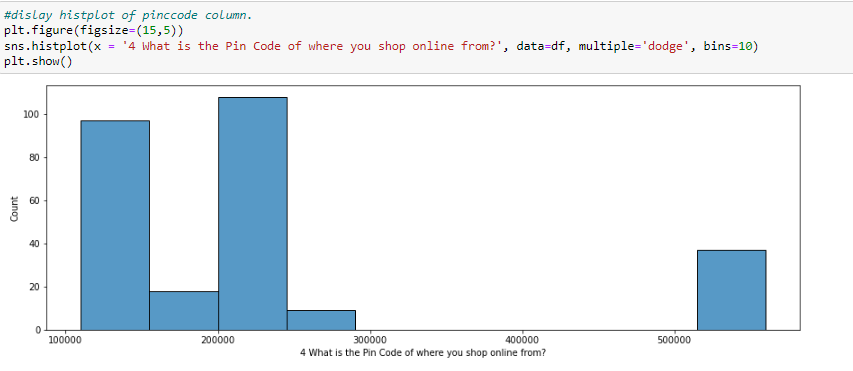 #dislay histplot of pinccode column.
plt.figure(figsize=(15,5))
sns.histplot(x = '4 What is the Pin Code of where you shop online from?', data=df, multiple='dodge', bins=10)
plt.show()
100
80
60
40
20
0
Count
100000 200000 300000 400000 500000
4 What is the Pin Code of where you shop online from?